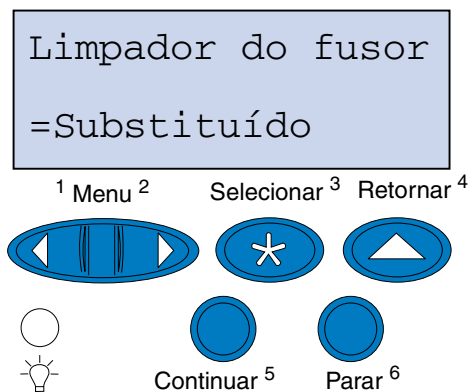 Limpador do fusor
=Substituído
1 Menu 2 Selecionar 3 Retornar 4
Continuar 5 Parar 6